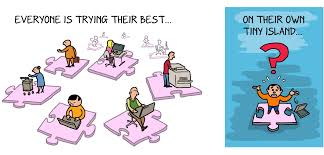 EVERYONE IS TRYING THEIR BEST...
ON THEIR OWN
TINY ISLAND...
?